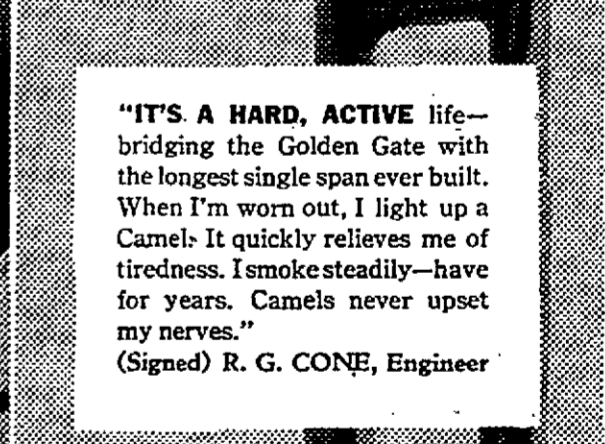 “IT'S A HARD, ACTIVE life—
bridging the Golden Gate with
the longest single span ever built.
When I'm worn out, I light up a
Camel. It quickly relieves me of
tiredness. I smoke steadily—have
for years. Camels never upset
my nerves.”
(Signed) R. G. CONE, Engineer